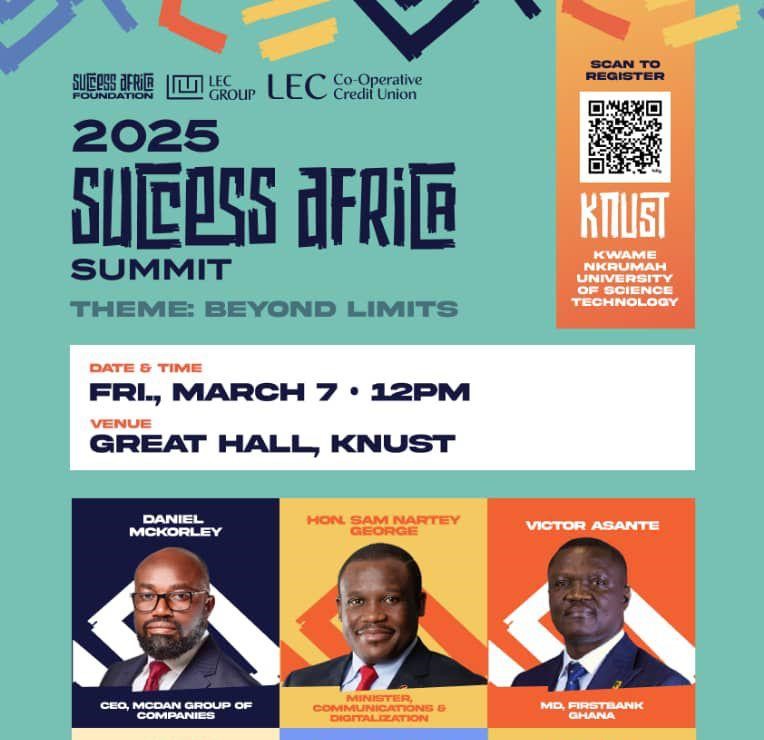 SUCCESS AFRICA
FOUNDATION
LEC
GROUP
LEC
Co-Operative
Credit Union
2025
SUCCESS AFRICA
SUMMIT
THEME: BEYOND LIMITS
SCAN TO
REGISTER
KNUST
KWAME
NKRUMAH
UNIVERSITY
OF SCIENCE
TECHNOLOGY
DATE & TIME
FRI., MARCH 7 • 12PM
VENUE
GREAT HALL, KNUST
DANIEL
MCKORLEY
CEO, MCDAN GROUP OF
COMPANIES
HON. SAM NARTEY
GEORGE
MINISTER,
COMMUNICATIONS &
DIGITALIZATION
VICTOR ASANTE
MD, FIRSTBANK
GHANA